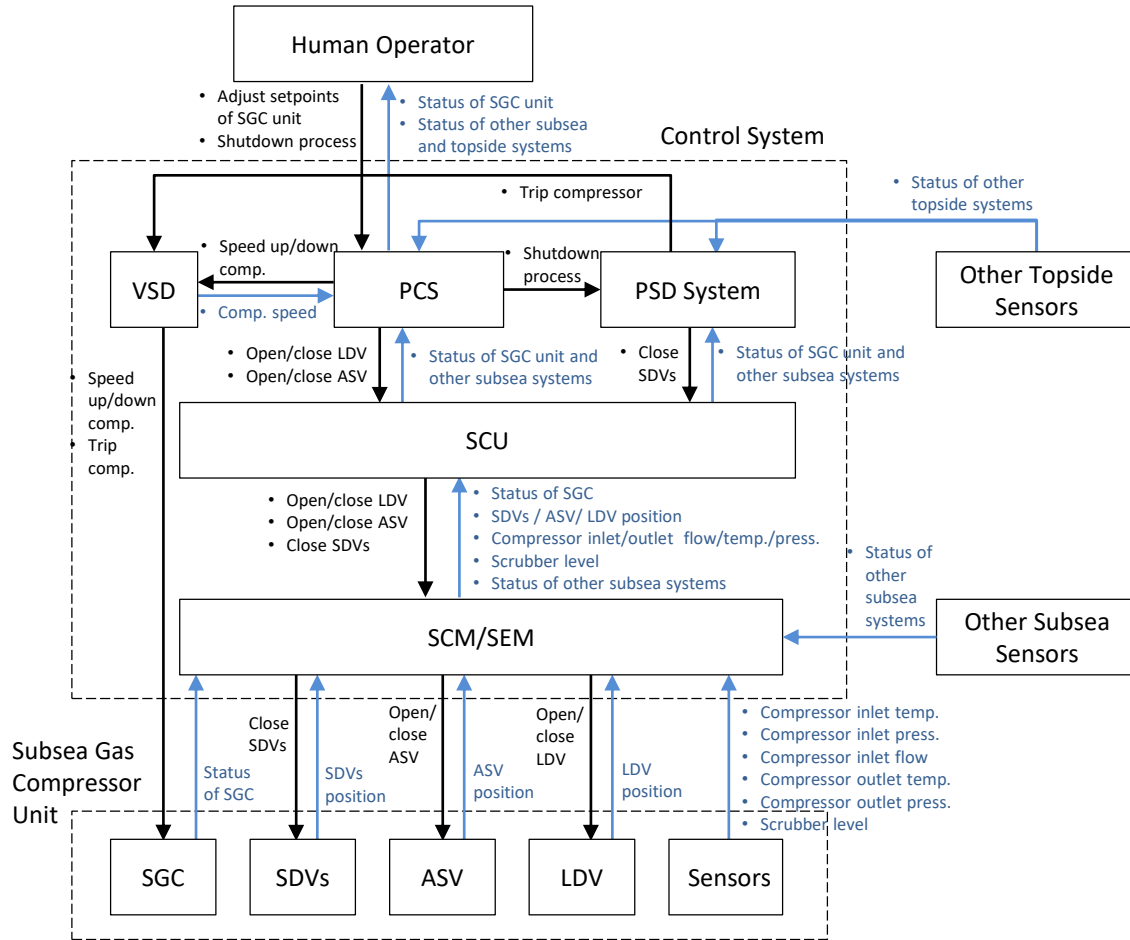 Human Operator
• Adjust setpoints
of SGC unit
• Shutdown process
• Status of SGC unit
• Status of other subsea
and topside systems
Control System
• Trip compressor
• Status of other
topside systems
• Speed up/down
comp.
• Shutdown
process
VSD
PCS
PSD System
Other Topside
Sensors
• Comp. speed
• Open/close LDV
• Open/close ASV
• Status of SGC unit and
other subsea systems
• Close
SDVs
• Status of SGC unit and
other subsea systems
• Speed
up/down
comp.
• Trip
comp.
SCU
• Open/close LDV
• Open/close ASV
• Close SDVs
• Status of SGC
• SDVs / ASV/ LDV position
• Compressor inlet/outlet flow/temp./press.
• Scrubber level
• Status of other subsea systems
• Status of
other
subsea
systems
SCM/SEM
Other Subsea
Sensors
Subsea Gas
Compressor
Unit
Status
of SGC
Close
SDVs
SDVs
position
Open/
close
ASV
ASV
position
Open/
close
LDV
LDV
position
• Compressor inlet temp.
• Compressor inlet press.
• Compressor inlet flow
• Compressor outlet temp.
• Compressor outlet press.
• Scrubber level
SGC
SDVs
ASV
LDV
Sensors